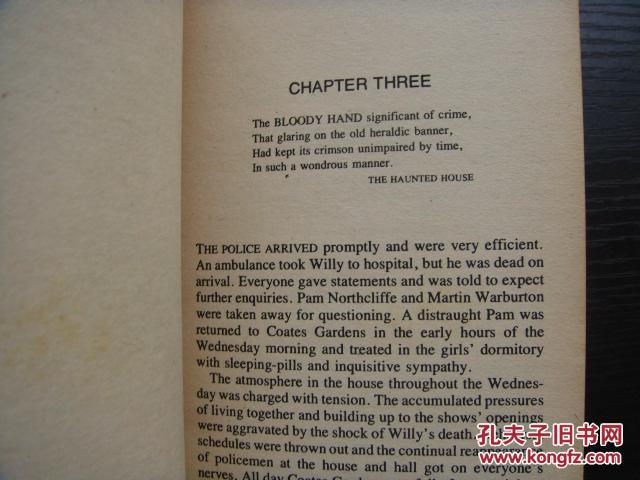 CHAPTER THREE
The BLOODY HAND significant of crime,
That glaring on the old heraldic banner,
Had kept its crimson unimpaired by time,
In such a wondrous manner.
THE HAUNTED HOUSE
THE POLICE ARRIVED promptly and were very efficient.
An ambulance took Willy to hospital, but he was dead on
arrival. Everyone gave statements and was told to expect
further enquiries. Pam Northcliffe and Martin Warburton
were taken away for questioning. A distraught Pam was
returned to Coates Gardens in the early hours of the
Wednesday morning and treated in the girls' dormitory
with sleeping-pills and inquisitive sympathy.
The atmosphere in the house throughout the Wednes-
day was charged with tension. The accumulated pressures
of living together and building up to the shows' openings
were aggravated by the shock of Willy's death.
schedules were thrown out and the continual reappearance
of policemen at the house and hall got on everyone's
nerves. All day Coates Gardens
孔夫子旧书网